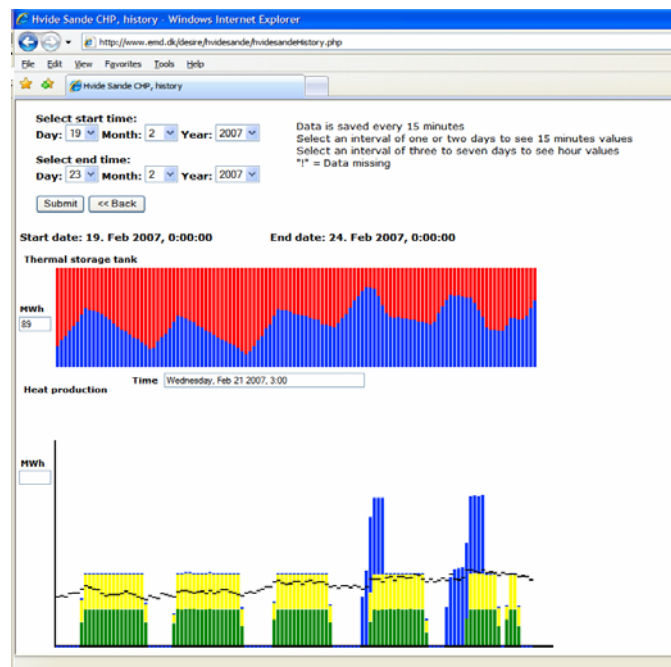 Hvide Sande CHP, history - Windows Internet Explorer
http://www.emd.dk/desire/hvidesande/hvidesandeHistory.php
File Edit View Favorites Tools Help
Hvide Sande CHP, history
Select start time:
Day: 19 Month: 2 Year: 2007
Select end time:
Day: 23 Month: 2 Year: 2007
Submit << Back
Data is saved every 15 minutes
Select an interval of one or two days to see 15 minutes values
Select an interval of three to seven days to see hour values
"!" = Data missing
Start date: 19. Feb 2007, 0:00:00 End date: 24. Feb 2007, 0:00:00
Thermal storage tank
MWh
89
Time Wednesday, Feb 21 2007, 3:00
Heat production
MWh